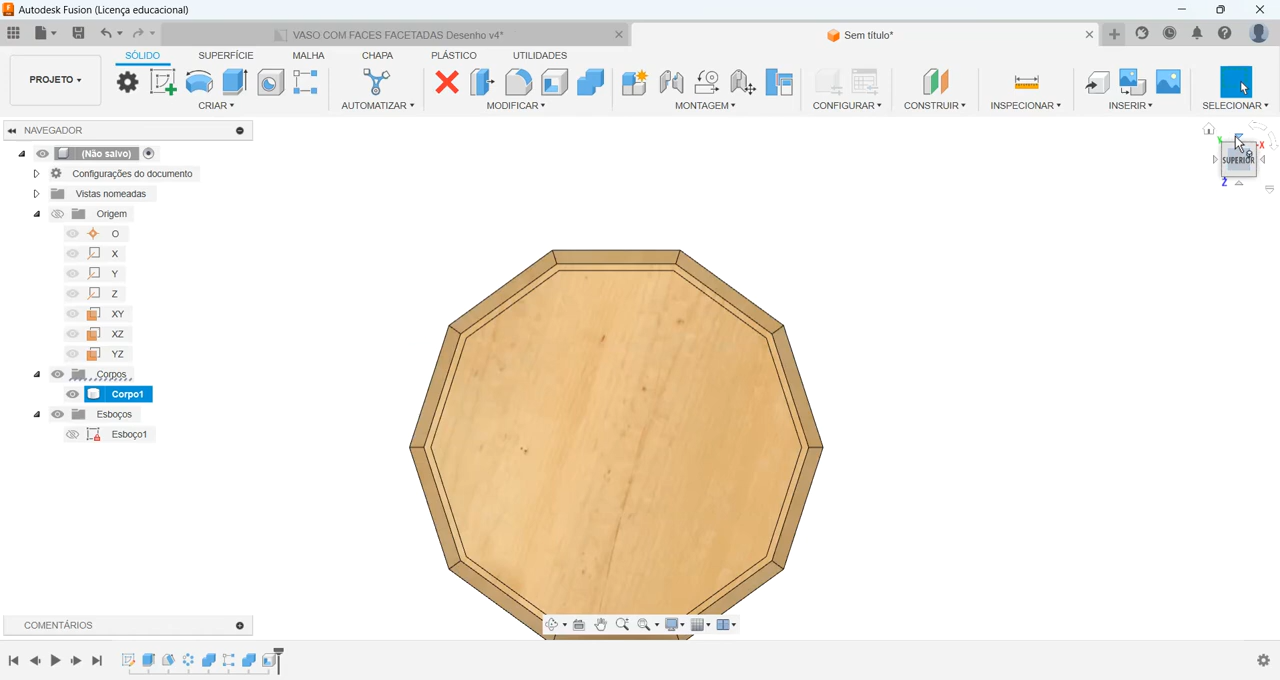 Autodesk Fusion (Licença educacional)
VASO COM FACES FACETADAS Desenho v4*
Sem título*
PROJETO
SÓLIDO
SUPERFÍCIE
MALHA
CHAPA
PLÁSTICO
UTILIDADES
CRIAR
AUTOMATIZAR
MODIFICAR
MONTAGEM
CONFIGURAR
CONSTRUIR
INSPECIONAR
INSERIR
SELECIONAR
NAVEGADOR
(Não salvo)
Configurações do documento
Vistas nomeadas
Origem
O
X
Y
Z
XY
XZ
YZ
Corpos
Corpo1
Esboços
Esboço1
Y
X
SUPERIOR
Z
COMENTÁRIOS